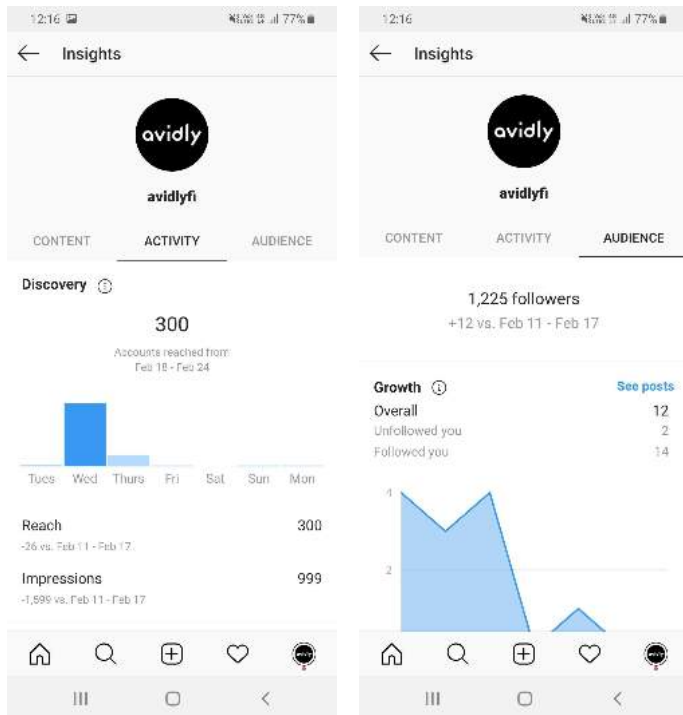 12:16
77%
Insights
avidly
avidlyfi
CONTENT ACTIVITY AUDIENCE
Discovery
300
Accounts reached from
Feb 18 - Feb 24
Tues Wed Thurs Fri Sat Sun Mon
Reach 300
-26 vs. Feb 11 - Feb 17
Impressions 999
-1,599 vs. Feb 11 - Feb 17
avidly
12:16
77%
Insights
avidly
avidlyfi
CONTENT ACTIVITY AUDIENCE
1,225 followers
+12 vs. Feb 11 - Feb 17
Growth See posts
Overall 12
Unfollowed you 2
Followed you 14
4
2
avidly